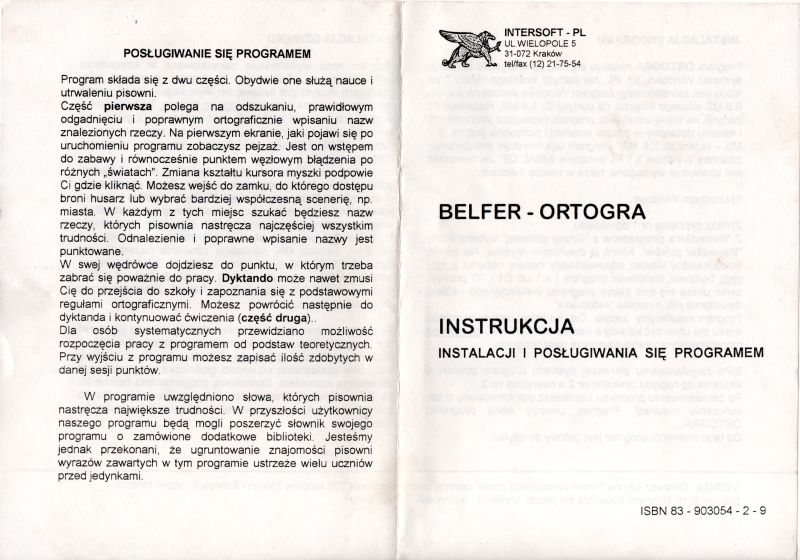 POSŁUGIWANIE SIĘ PROGRAMEM
Program składa się z dwu części. Obydwie one służą nauce i
utrwaleniu pisowni.
Część pierwsza polega na odszukaniu, prawidłowym
odgadnięciu i poprawnym ortograficznie wpisaniu nazw
znalezionych rzeczy. Na pierwszym ekranie, jaki pojawi się po
uruchomieniu programu zobaczysz pejzaż. Jest on wstępem
do zabawy i równocześnie punktem węzłowym błądzenia po
różnych „światach". Zmiana kształtu kursora myszki podpowie
Ci gdzie kliknąć. Możesz wejść do zamku, do którego dostępu
broni husarz lub wybrać bardziej współczesną scenerię, np.
miasta. W każdym z tych miejsc szukać będziesz nazw
rzeczy, których pisownia nastręcza najczęściej wszystkim
trudności. Odnalezienie i poprawne wpisanie nazwy jest
punktowane.
W swej wędrówce dojdziesz do punktu, w którym trzeba
zabrać się poważnie do pracy. Dyktando może nawet zmusi
Cię do przejścia do szkoły i zapoznania się z podstawowymi
regułami ortograficznymi. Możesz powrócić następnie do
dyktanda i kontynuować ćwiczenia (część druga)..
Dla osób systematycznych przewidziano możliwość
rozpoczęcia pracy z programem od podstaw teoretycznych.
Przy wyjściu z programu możesz zapisać ilość zdobytych w
danej sesji punktów.
W programie uwzględniono słowa, których pisownia
nastręcza największe trudności. W przyszłości użytkownicy
naszego programu będą mogli poszerzyć słownik swojego
programu o zamówione dodatkowe biblioteki. Jesteśmy
jednak przekonani, że ugruntowanie znajomości pisowni
wyrazów zawartych w tym programie ustrzeże wielu uczniów
przed jedynkami.
INTERSOFT - PL
UL.WIELOPOLE 5
31-072 Kraków
tel/fax (12) 21-75-54
BELFER - ORTOGRA
INSTRUKCJA
INSTALACJI I POSŁUGIWANIA SIĘ PROGRAMEM
ISBN 83 - 903054 - 2 - 9